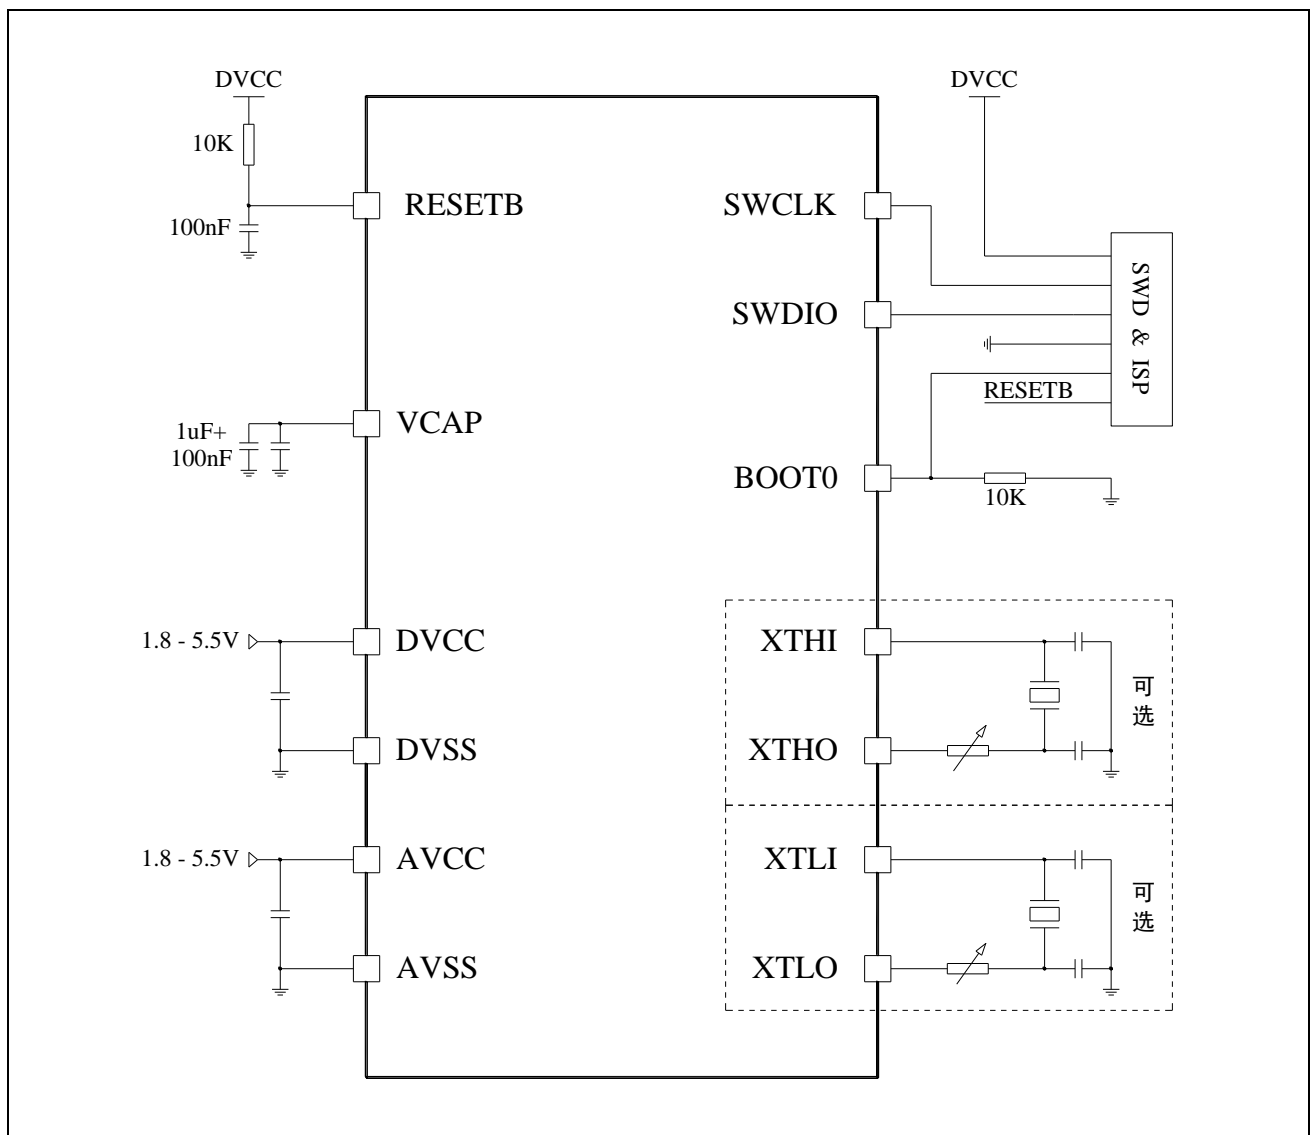 DVCC
10K
100nF
RESETB
1uF+
100nF
VCAP
1.8 - 5.5V
DVCC
DVSS
1.8 - 5.5V
AVCC
AVSS
DVCC
SWCLK
SWDIO
SWD & ISP
RESETB
BOOT0
10K
XTHI
XTHO
可
选
XTLI
XTLO
可
选